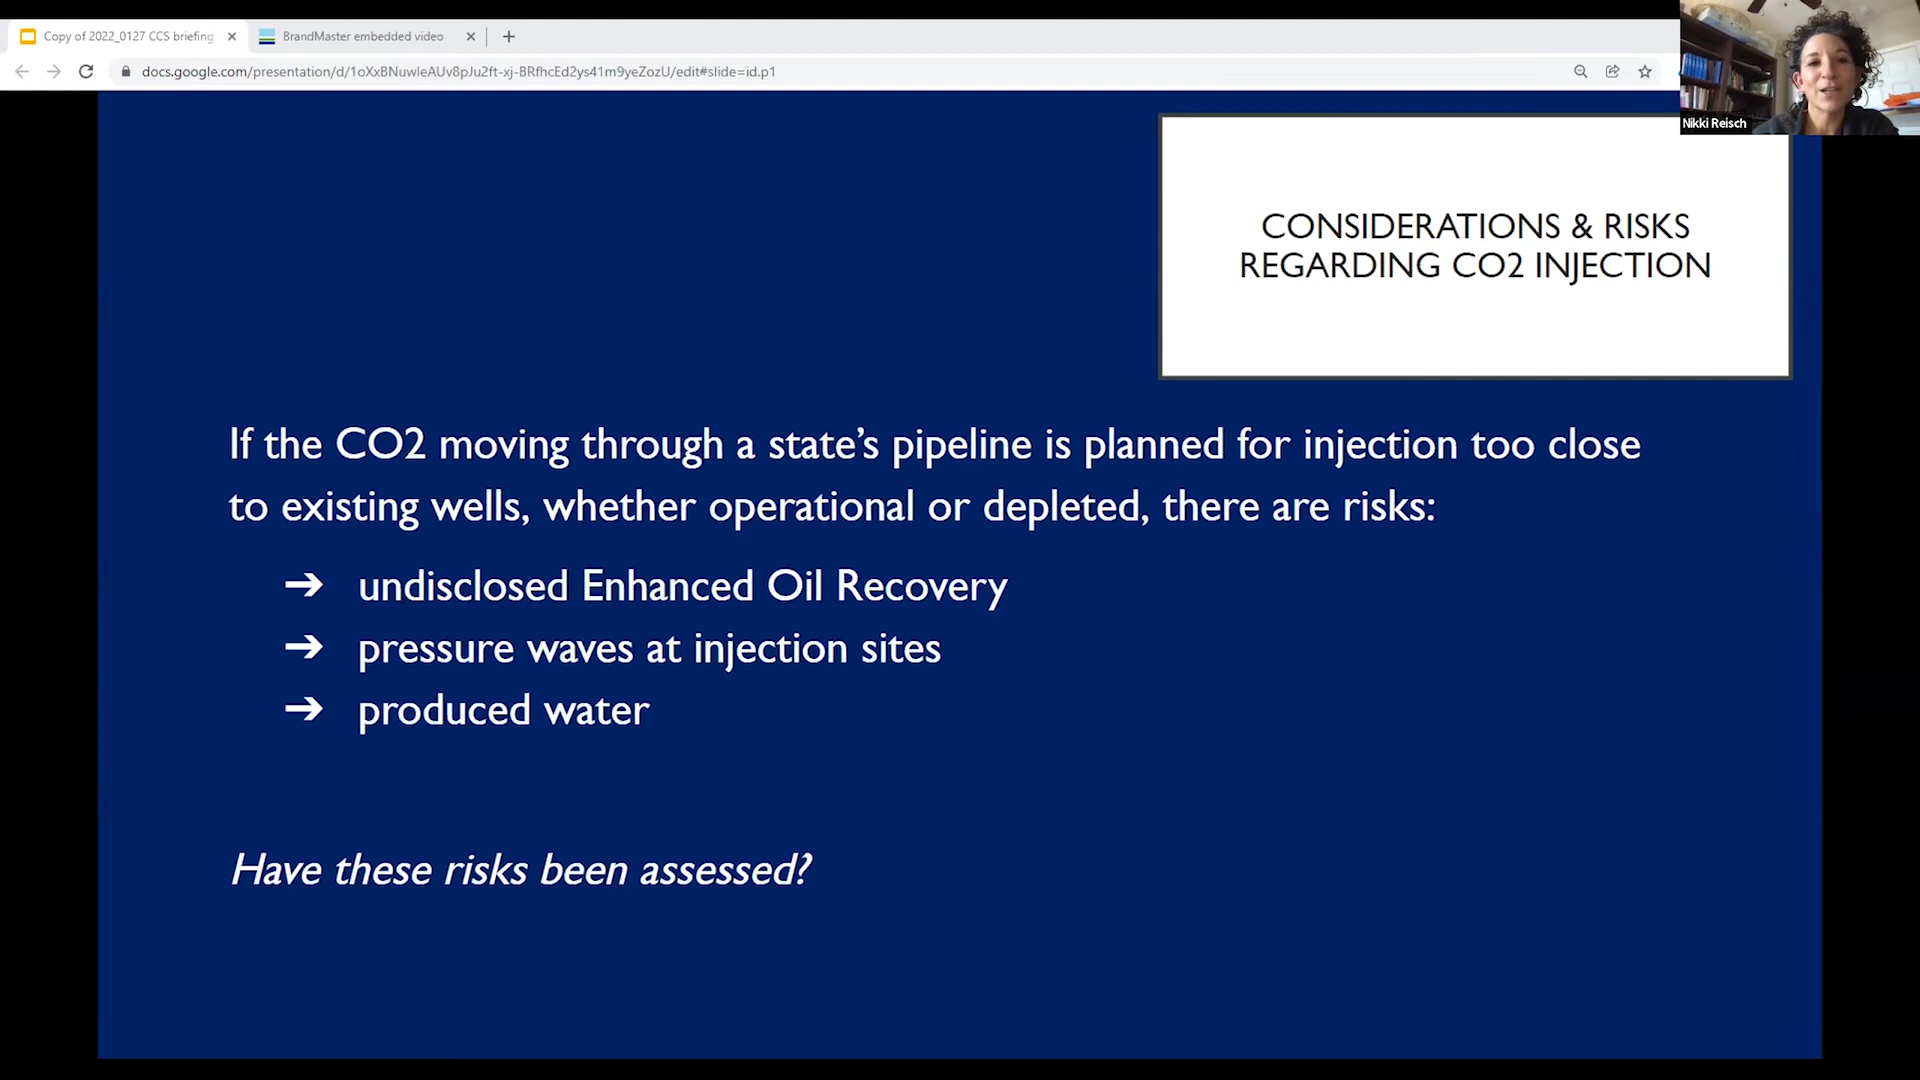 Copy of 2022_0127 CCS briefing
BrandMaster embedded video
docs.google.com/presentation/d/1oXxBNuwleAUv8pJu2ft-xj-BRfhcEd2ys41m9yeZozU/edit#slide=id.p1
Nikki Reisch
CONSIDERATIONS & RISKS
REGARDING CO2 INJECTION
If the CO2 moving through a state’s pipeline is planned for injection too close
to existing wells, whether operational or depleted, there are risks:
➔ undisclosed Enhanced Oil Recovery
➔ pressure waves at injection sites
➔ produced water
Have these risks been assessed?